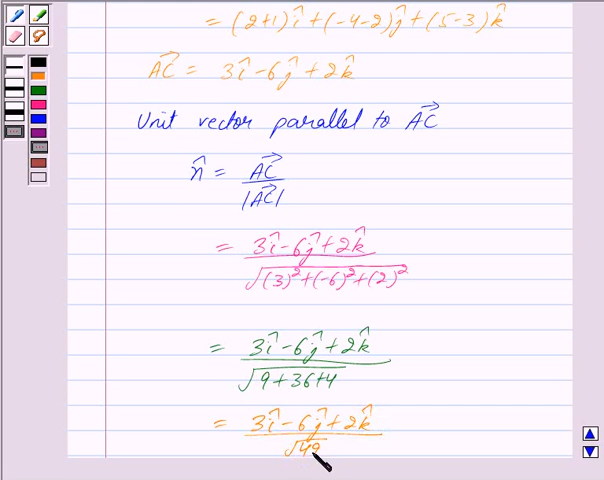 = (2+1)î + (-4-2)ĵ + (5-3)k̂
AC⃗ = 3î - 6ĵ + 2k̂
Unit vector parallel to AC⃗
n̂ = AC⃗ / |AC⃗|
= 3î - 6ĵ + 2k̂ / √(3)² + (-6)² + (2)²
= 3î - 6ĵ + 2k̂ / √9 + 36 + 4
= 3î - 6ĵ + 2k̂ / √49